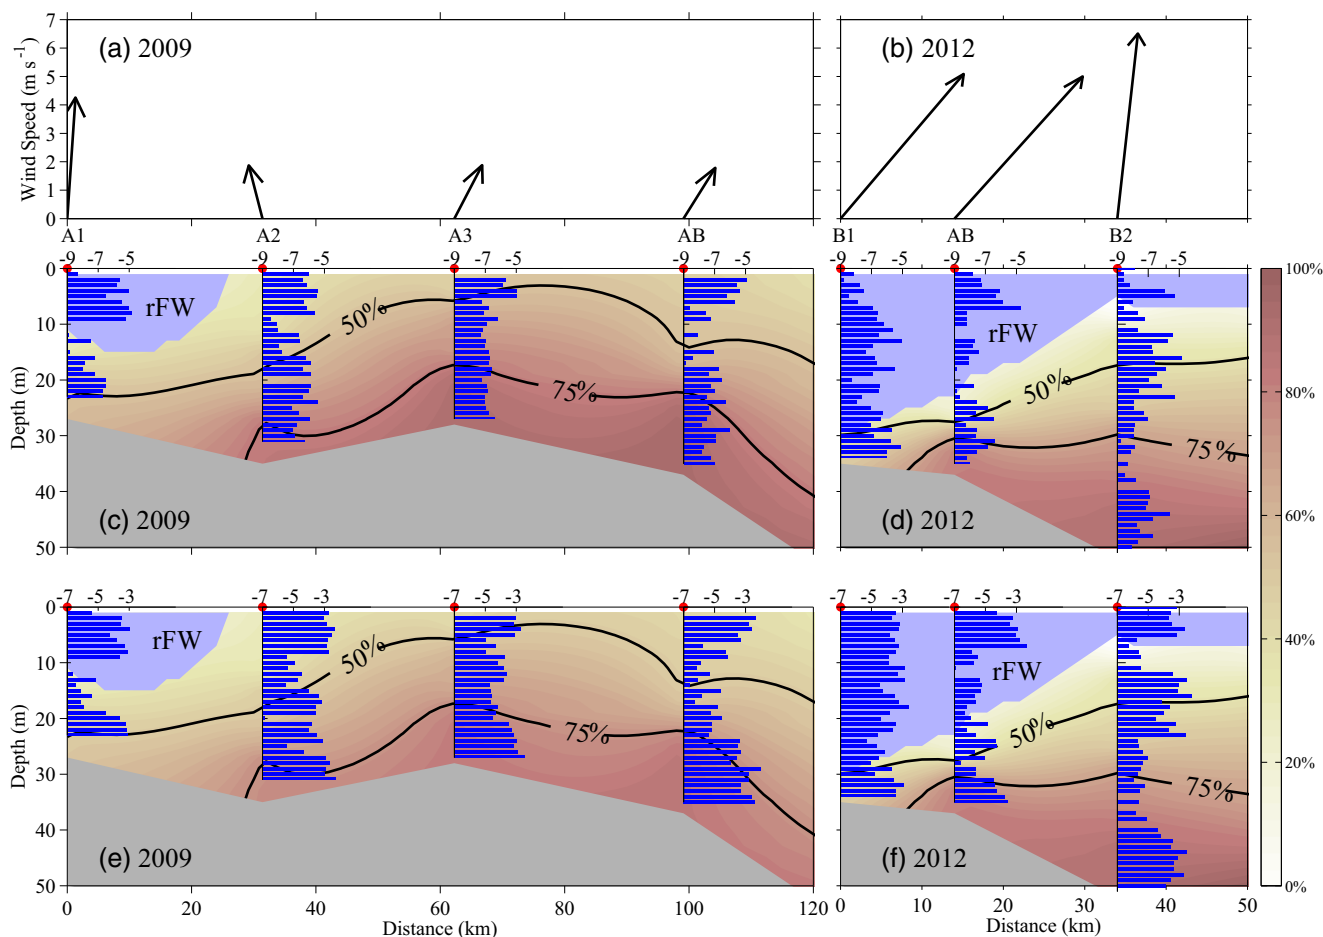 (a) 2009
(b) 2012
Wind Speed (m s⁻¹)
7
6
5
4
3
2
1
0
A1 A2 A3 AB B1 AB B2
-9 -7 -5 -9 -7 -5 -9 -7 -5 -9 -7 -5 -9 -7 -5 -9 -7 -5 -9 -7 -5
Depth (m)
0
10
20
30
40
50
rFW
50%
75%
(c) 2009
rFW
50%
75%
(d) 2012
100%
80%
60%
40%
20%
0%
-7 -5 -3 -7 -5 -3 -7 -5 -3 -7 -5 -3 -7 -5 -3 -7 -5 -3 -7 -5 -3
Depth (m)
0
10
20
30
40
50
rFW
50%
75%
(e) 2009
rFW
50%
75%
(f) 2012
0 20 40 60 80 100 120
0 10 20 30 40 50
Distance (km)
Distance (km)